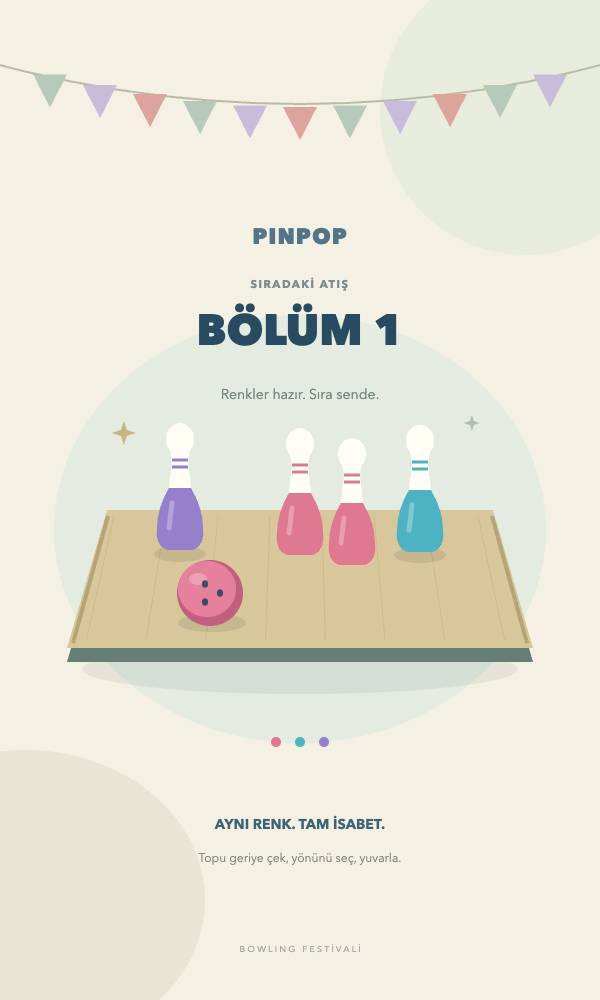 PINPOP
SIRADAKİ ATIŞ
BÖLÜM 1
Renkler hazır. Sıra sende.
AYNI RENK. TAM İSABET.
Topu geriye çek, yönünü seç, yuvarla.
BOWLING FESTİVALİ